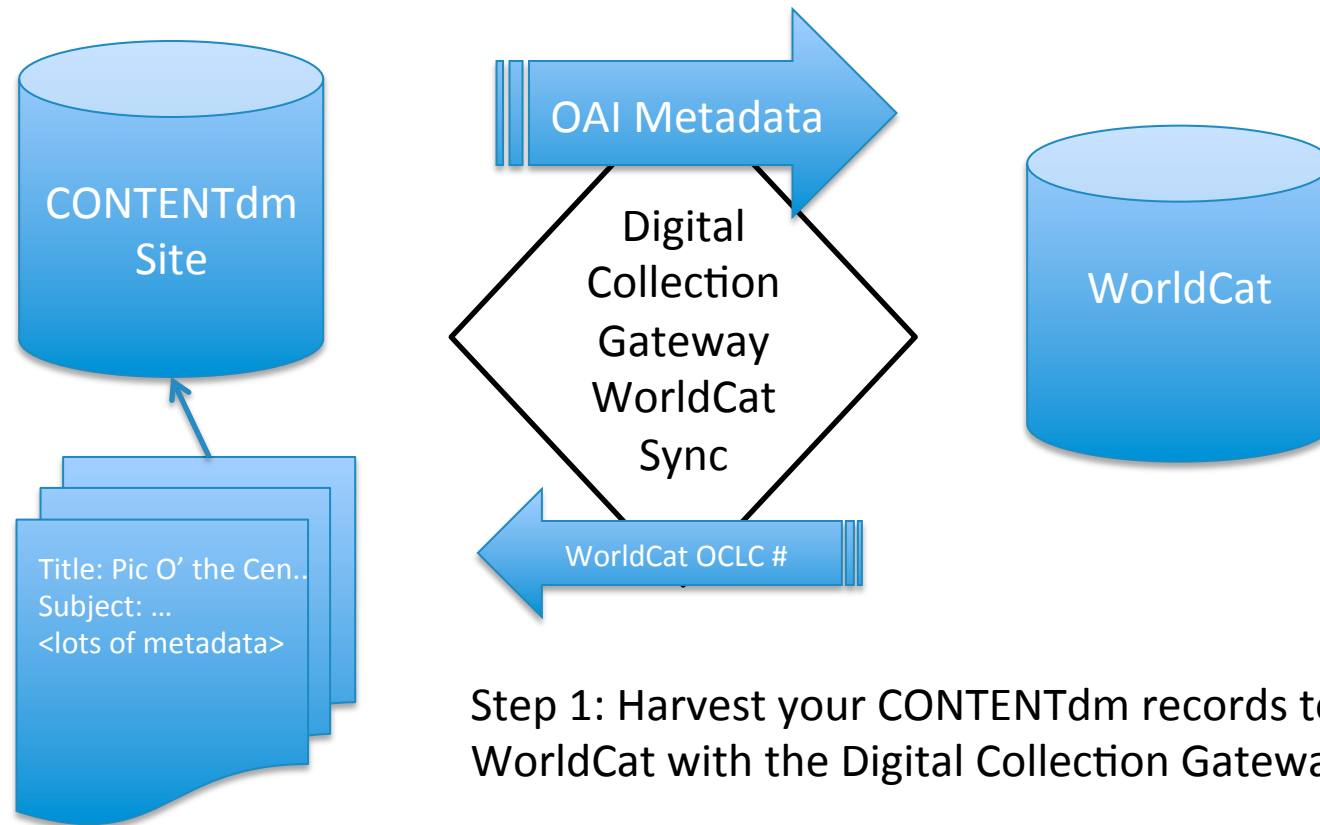 CONTENTdm
Site
OAI Metadata
Digital
Collection
Gateway
WorldCat
Sync
WorldCat
WorldCat OCLC #
Title: Pic O’ the Cen..
Subject: ...
<lots of metadata>
Step 1: Harvest your CONTENTdm records to
WorldCat with the Digital Collection Gatewa